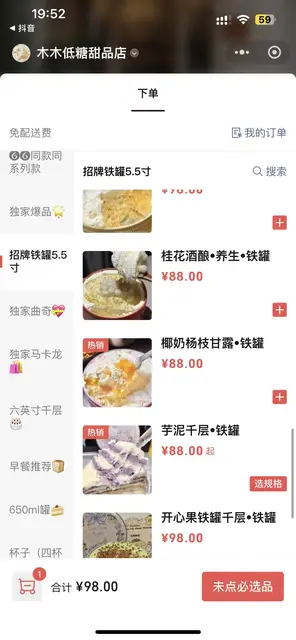 19:52
59
◀ 抖音
木木低糖甜品店
下单
免配送费
我的订单
❻❻同款同
系列款
招牌铁罐5.5寸
搜索
¥98.00
独家爆品🌟
桂花酒酿•养生•铁罐
¥88.00
招牌铁罐5.5
寸
独家曲奇💝
椰奶杨枝甘露•铁罐
热销
¥88.00
独家马卡龙
🛍️
六英寸千层
🎂
芋泥千层•铁罐
热销
¥88.00 起
早餐推荐🍞
选规格
650ml罐🍰
开心果铁罐千层•铁罐
¥98.00
杯子（四杯
1
合计 ¥98.00
未点必选品